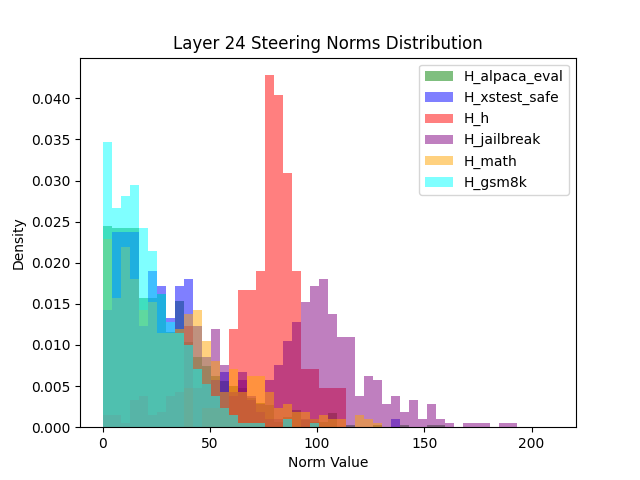 Layer 24 Steering Norms Distribution
H_alpaca_eval
H_xstest_safe
H_h
H_jailbreak
H_math
H_gsm8k
0.040
0.035
0.030
0.025
0.020
0.015
0.010
0.005
0.000
Density
0 50 100 150 200
Norm Value